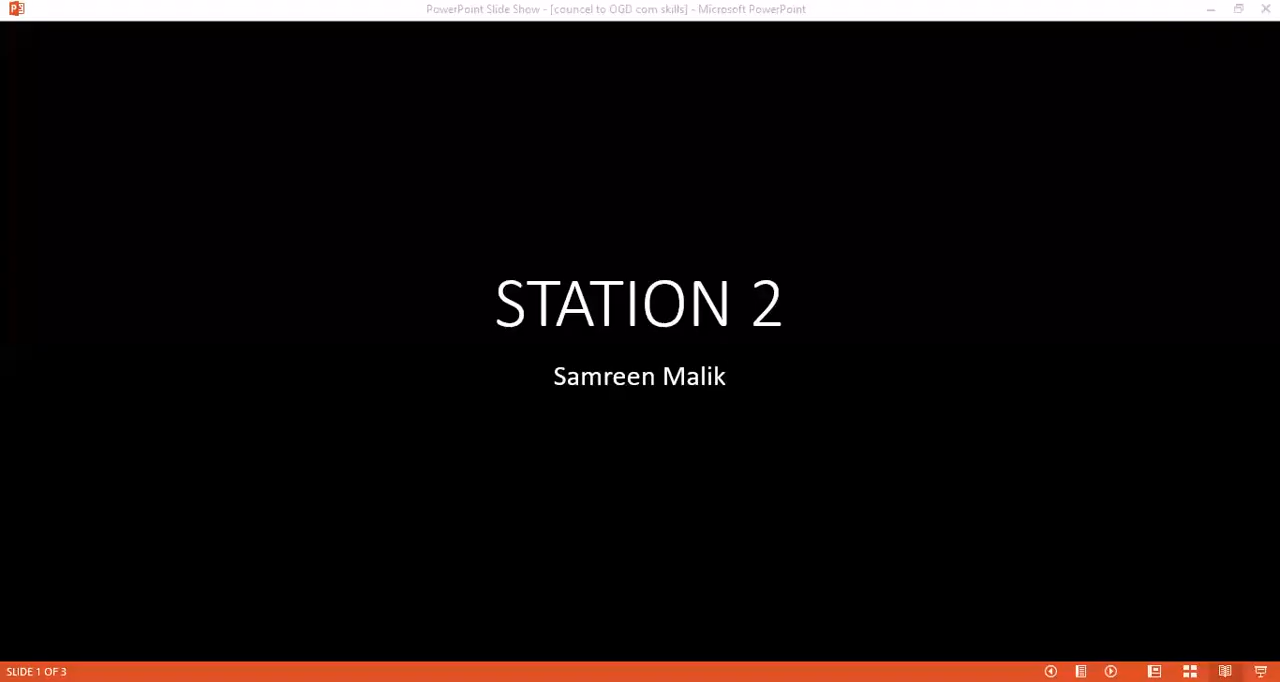 PowerPoint Slide Show - [councel to OGD com skills] - Microsoft PowerPoint
STATION 2
Samreen Malik
SLIDE 1 OF 3